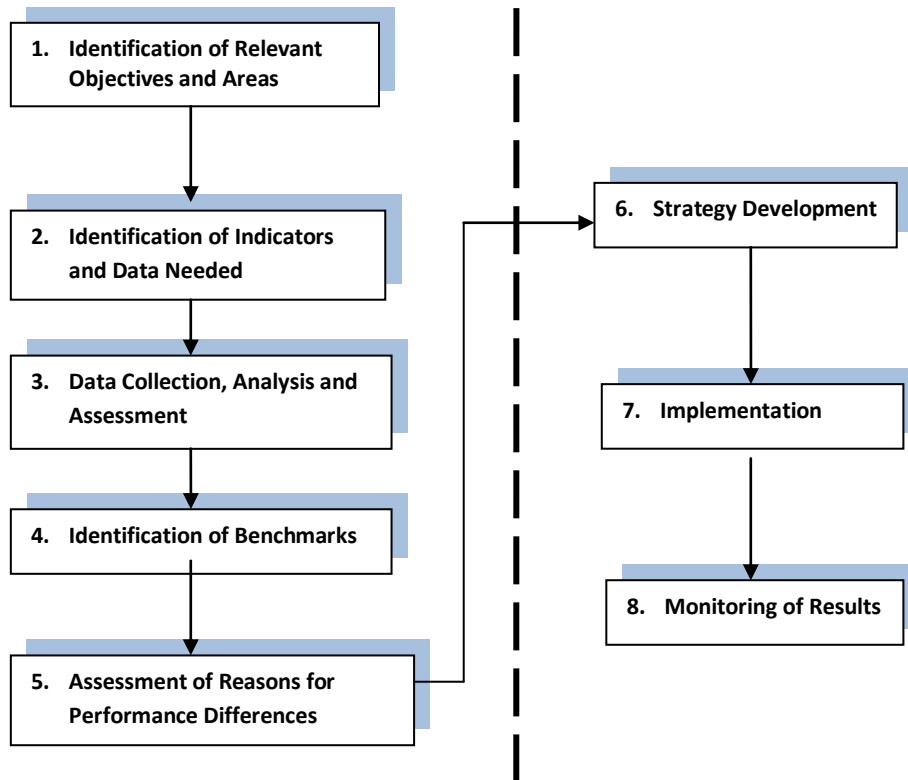 1. Identification of Relevant
Objectives and Areas
2. Identification of Indicators
and Data Needed
3. Data Collection, Analysis and
Assessment
4. Identification of Benchmarks
5. Assessment of Reasons for
Performance Differences
6. Strategy Development
7. Implementation
8. Monitoring of Results